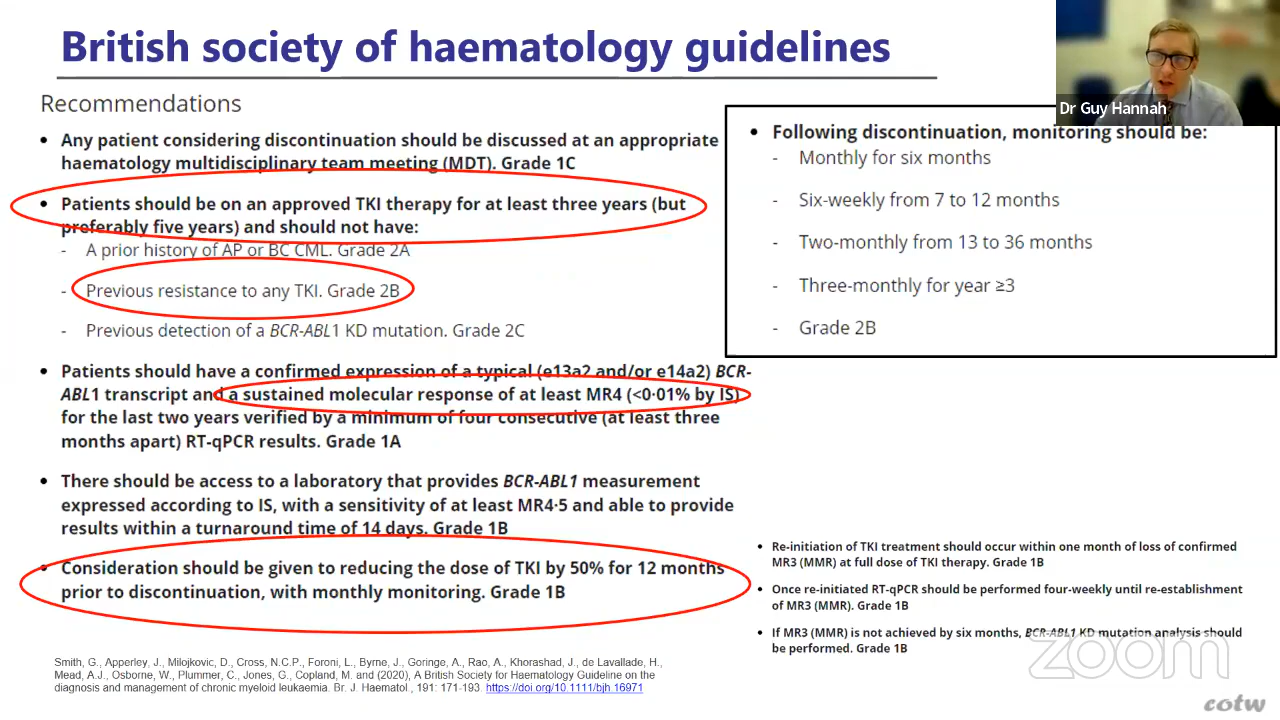 British society of haematology guidelines
Dr Guy Hannah
Recommendations
• Any patient considering discontinuation should be discussed at an appropriate
haematology multidisciplinary team meeting (MDT). Grade 1C
• Patients should be on an approved TKI therapy for at least three years (but
preferably five years) and should not have:
- A prior history of AP or BC CML. Grade 2A
- Previous resistance to any TKI. Grade 2B
- Previous detection of a BCR-ABL1 KD mutation. Grade 2C
• Patients should have a confirmed expression of a typical (e13a2 and/or e14a2) BCR-
ABL1 transcript and a sustained molecular response of at least MR4 (<0·01% by IS)
for the last two years verified by a minimum of four consecutive (at least three
months apart) RT-qPCR results. Grade 1A
• There should be access to a laboratory that provides BCR-ABL1 measurement
expressed according to IS, with a sensitivity of at least MR4·5 and able to provide
results within a turnaround time of 14 days. Grade 1B
• Consideration should be given to reducing the dose of TKI by 50% for 12 months
prior to discontinuation, with monthly monitoring. Grade 1B
• Following discontinuation, monitoring should be:
- Monthly for six months
- Six-weekly from 7 to 12 months
- Two-monthly from 13 to 36 months
- Three-monthly for year ≥3
- Grade 2B
• Re-initiation of TKI treatment should occur within one month of loss of confirmed
MR3 (MMR) at full dose of TKI therapy. Grade 1B
• Once re-initiated RT-qPCR should be performed four-weekly until re-establishment
of MR3 (MMR). Grade 1B
• If MR3 (MMR) is not achieved by six months, BCR-ABL1 KD mutation analysis should
be performed. Grade 1B
Smith, G., Apperley, J., Milojkovic, D., Cross, N.C.P., Foroni, L., Byrne, J., Goringe, A., Rao, A., Khorashad, J., de Lavallade, H.,
Mead, A.J., Osborne, W., Plummer, C., Jones, G., Copland, M. and (2020), A British Society for Haematology Guideline on the
diagnosis and management of chronic myeloid leukaemia. Br. J. Haematol , 191: 171-193. https://doi.org/10.1111/bjh.16971
zoom
cotw